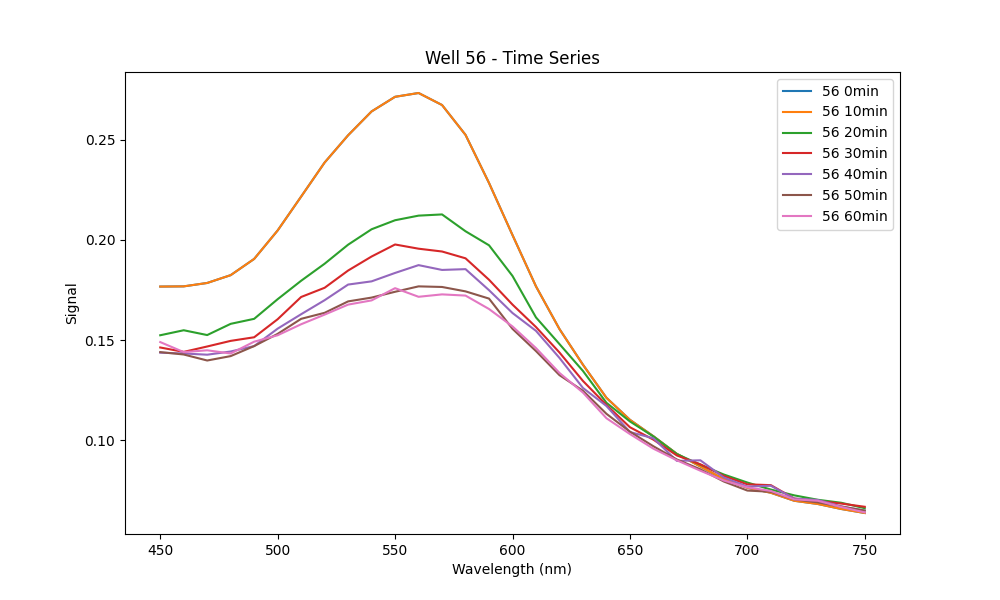 Well 56 - Time Series
56 0min
56 10min
56 20min
56 30min
56 40min
56 50min
56 60min
Signal
0.25
0.20
0.15
0.10
450 500 550 600 650 700 750
Wavelength (nm)